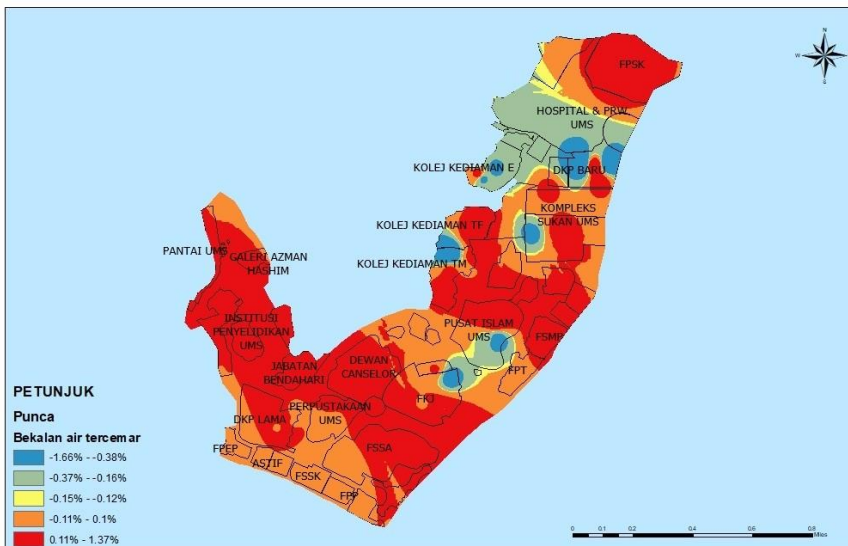 N
W
E
S
FPSK
HOSPITAL & PRW
UMS
KOLEJ KEDIAMAN E
DKP BARU
KOMPLEKS
SUKAN UMS
KOLEJ KEDIAMAN TF
PANTAI UMS
GALERI AZMAN
HASHIM
KOLEJ KEDIAMAN TM
INSTITUSI
PENYELIDIKAN
UMS
PUSAT ISLAM
UMS
FSMP
JABATAN
BENDAHARI
DEWAN
CANSELOR
FPT
FKJ
DKP LAMA
PERPUSTAKAAN
UMS
FPEP
ASTIF
FSSA
FSSK
FPP
PETUNJUK
Punca
Bekalan air tercemar
-1.66% - -0.38%
-0.37% - -0.16%
-0.15% - -0.12%
-0.11% - 0.1%
0.11% - 1.37%
0 0.1 0.2 0.4 0.6 0.8
Miles